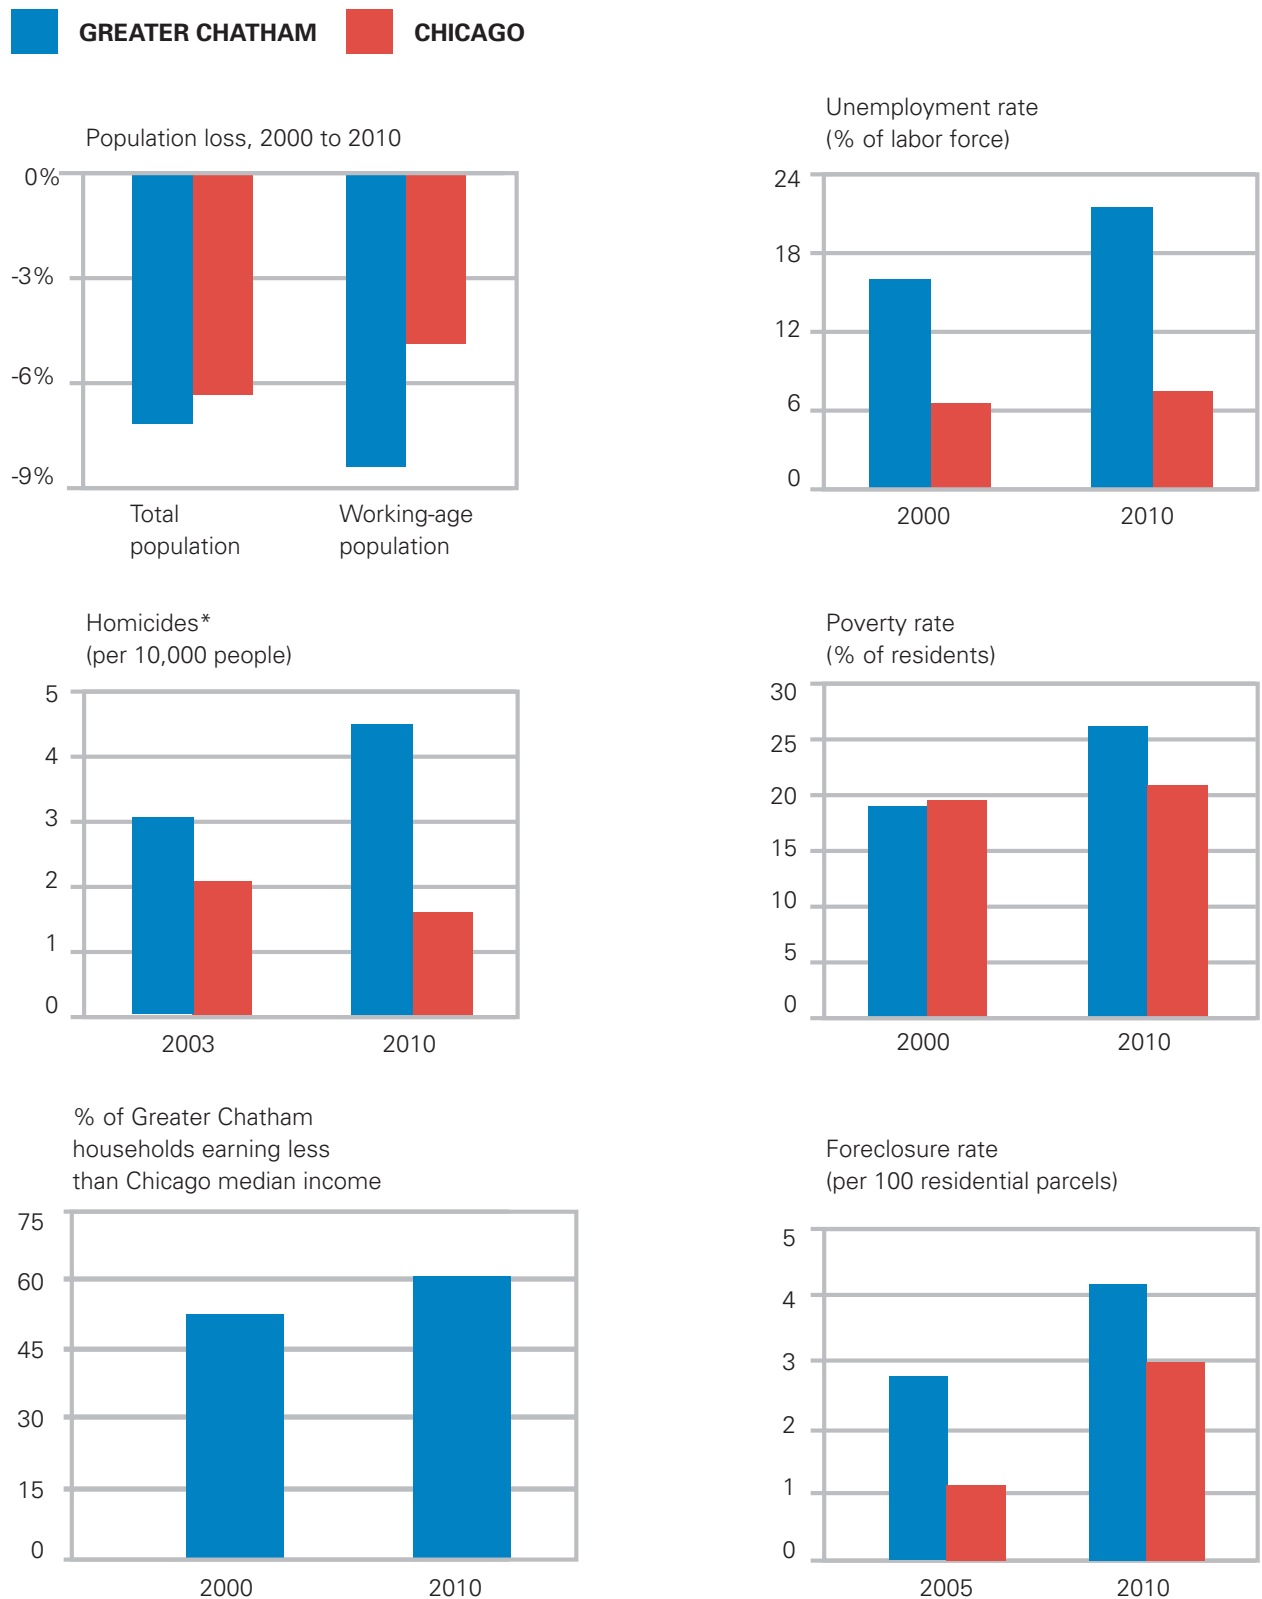 GREATER CHATHAM CHICAGO
Population loss, 2000 to 2010
0%
-3%
-6%
-9%
Total
population
Working-age
population
Unemployment rate
(% of labor force)
24
18
12
6
0
2000 2010
Homicides*
(per 10,000 people)
5
4
3
2
1
0
2003 2010
Poverty rate
(% of residents)
30
25
20
15
10
5
0
2000 2010
% of Greater Chatham
households earning less
than Chicago median income
75
60
45
30
15
0
2000 2010
Foreclosure rate
(per 100 residential parcels)
5
4
3
2
1
0
2005 2010